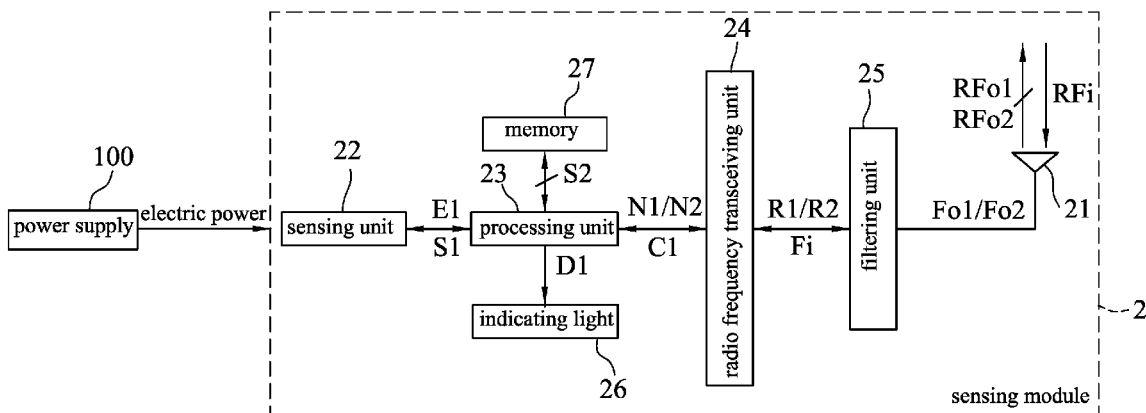 24
27
25
RFo1
RFo2
RFi
memory
100
22
23
S2
21
power supply
electric power
sensing unit
E1
S1
processing unit
N1/N2
C1
radio frequency transceiving unit
R1/R2
Fi
filtering unit
Fo1/Fo2
D1
indicating light
26
2
sensing module